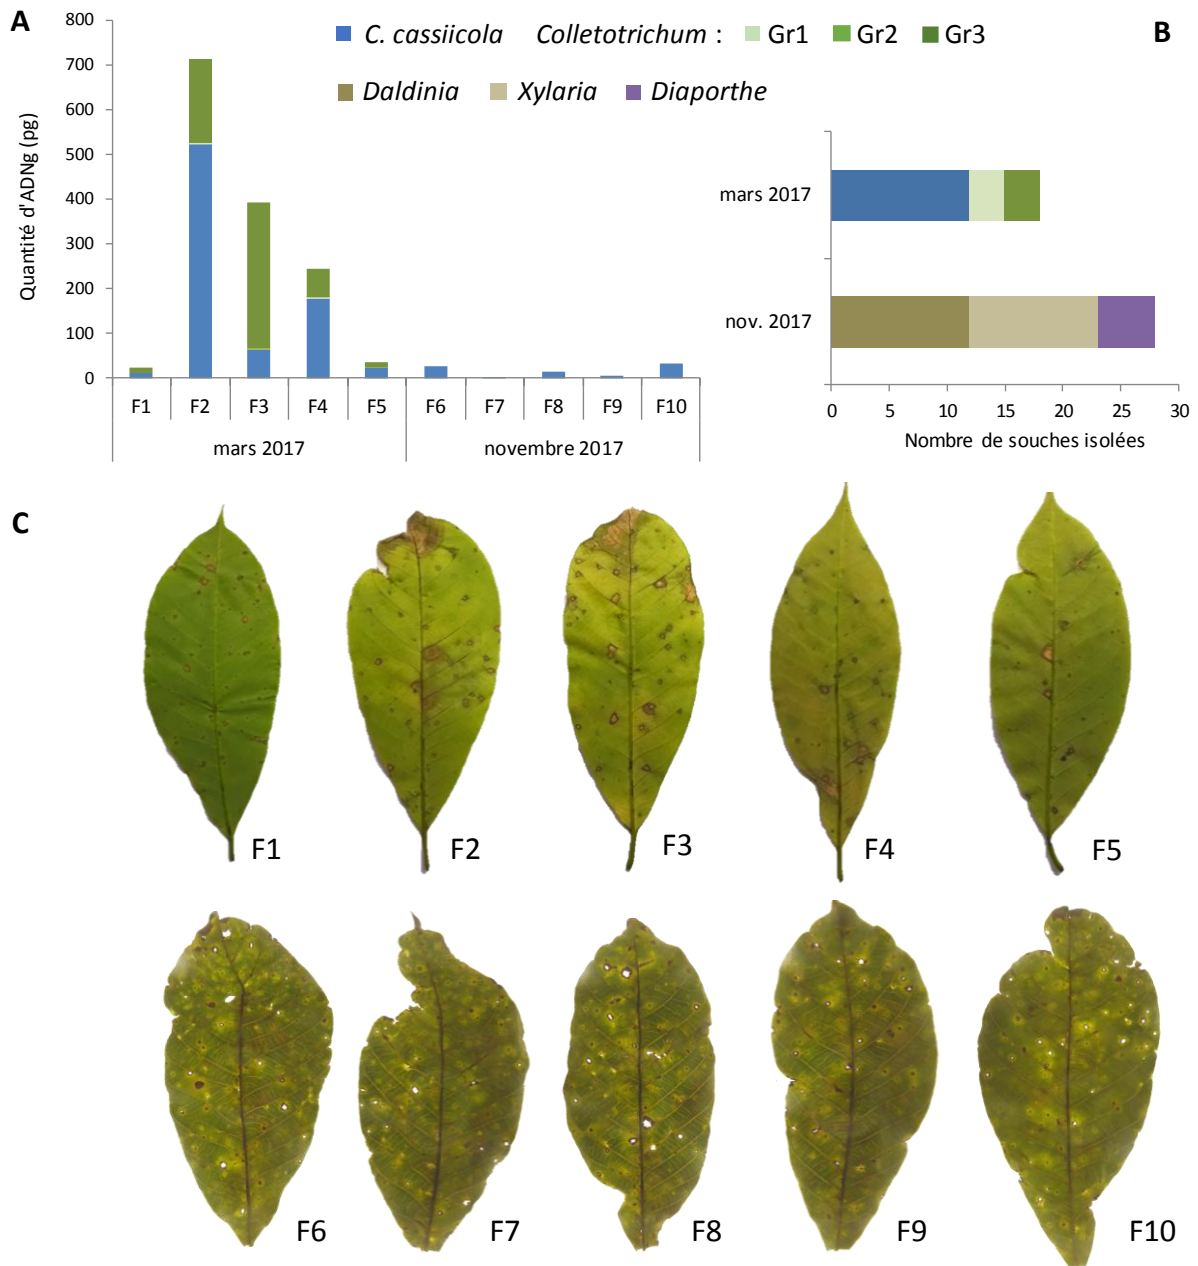 A
B
C. cassiicola Colletotrichum : Gr1 Gr2 Gr3
Daldinia Xylaria Diaporthe
Quantité d'ADNg (pg)
800
700
600
500
400
300
200
100
0
F1 F2 F3 F4 F5 F6 F7 F8 F9 F10
mars 2017 novembre 2017
mars 2017
nov. 2017
0 5 10 15 20 25 30
Nombre de souches isolées
C
F1 F2 F3 F4 F5
F6 F7 F8 F9 F10